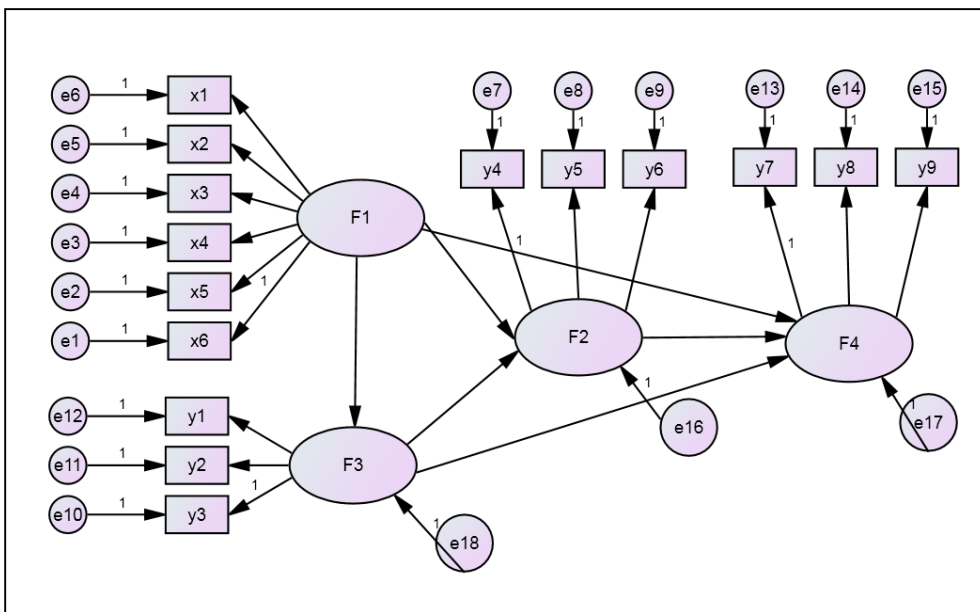 e6 1 x1
e5 1 x2
e4 1 x3
e3 1 x4
e2 1 x5
e1 1 x6
1
F1
e7 e8 e9
1 1 1
y4 y5 y6
1
F2
1
e16
e13 e14 e15
1 1 1
y7 y8 y9
1
F4
1
e17
e12 1 y1
e11 1 y2
e10 1 y3
1
F3
1
e18